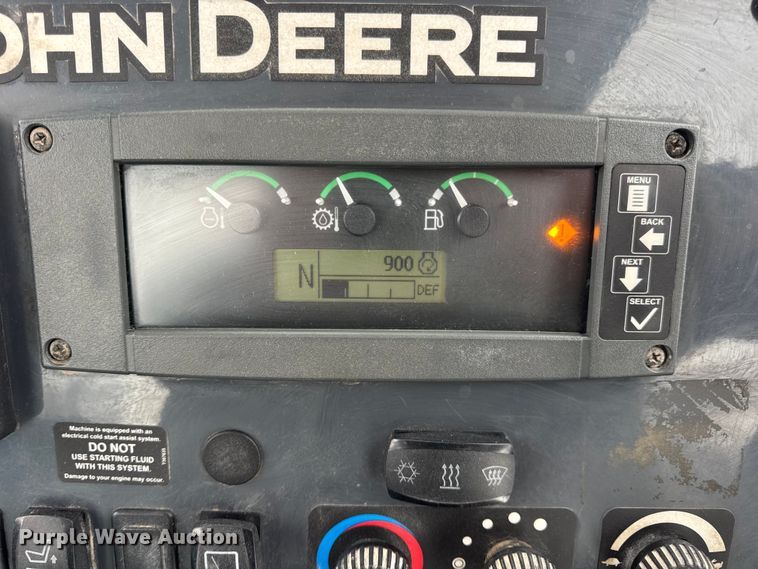 JOHN DEERE
MENU
BACK
NEXT
SELECT
N
900
DEF
Machine is equipped with an
electrical cold start assist system.
DO NOT
USE STARTING FLUID
WITH THIS SYSTEM.
Damage to your engine may occur.
Purple Wave Auction